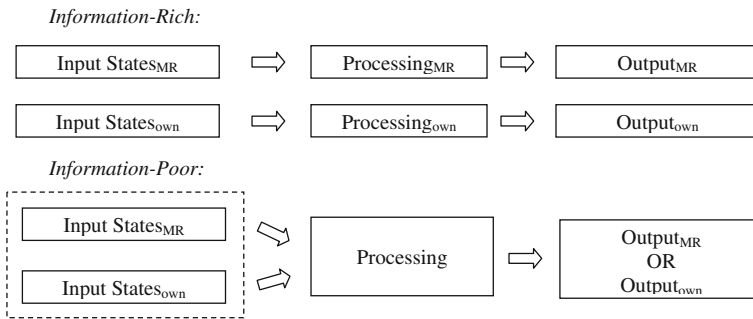 Information-Rich:
Input StatesMR
ProcessingMR
OutputMR
Input Statesown
Processingown
Outputown
Information-Poor:
Input StatesMR
Input Statesown
Processing
OutputMR
OR
Outputown